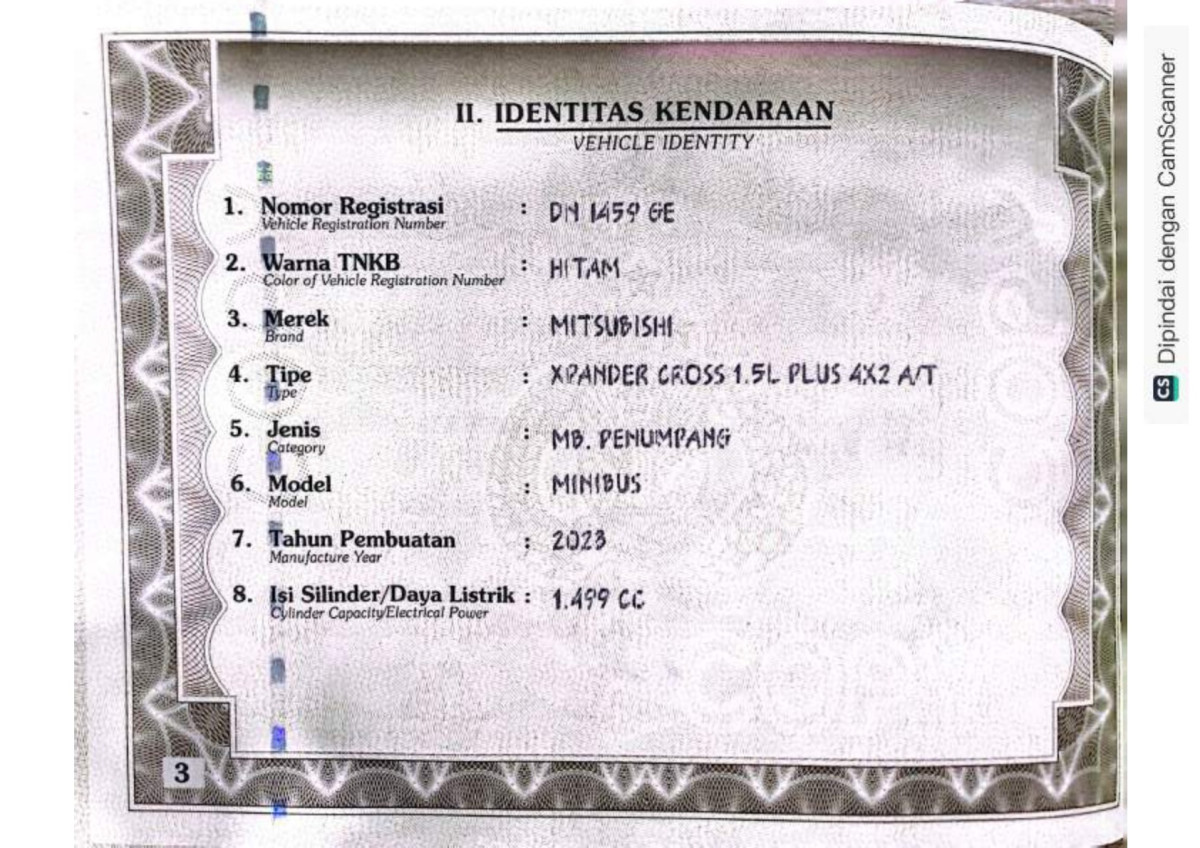 II. IDENTITAS KENDARAAN
VEHICLE IDENTITY
1. Nomor Registrasi : DN 1459 GE
Vehicle Registration Number
2. Warna TNKB : HITAM
Color of Vehicle Registration Number
3. Merek : MITSUBISHI
Brand
4. Tipe : XPANDER CROSS 1.5L PLUS 4X2 A/T
Type
5. Jenis : MB. PENUMPANG
Category
6. Model : MINIBUS
Model
7. Tahun Pembuatan : 2023
Manufacture Year
8. Isi Silinder/Daya Listrik : 1.499 CC
Cylinder Capacity/Electrical Power
3
CS Dipindai dengan CamScanner